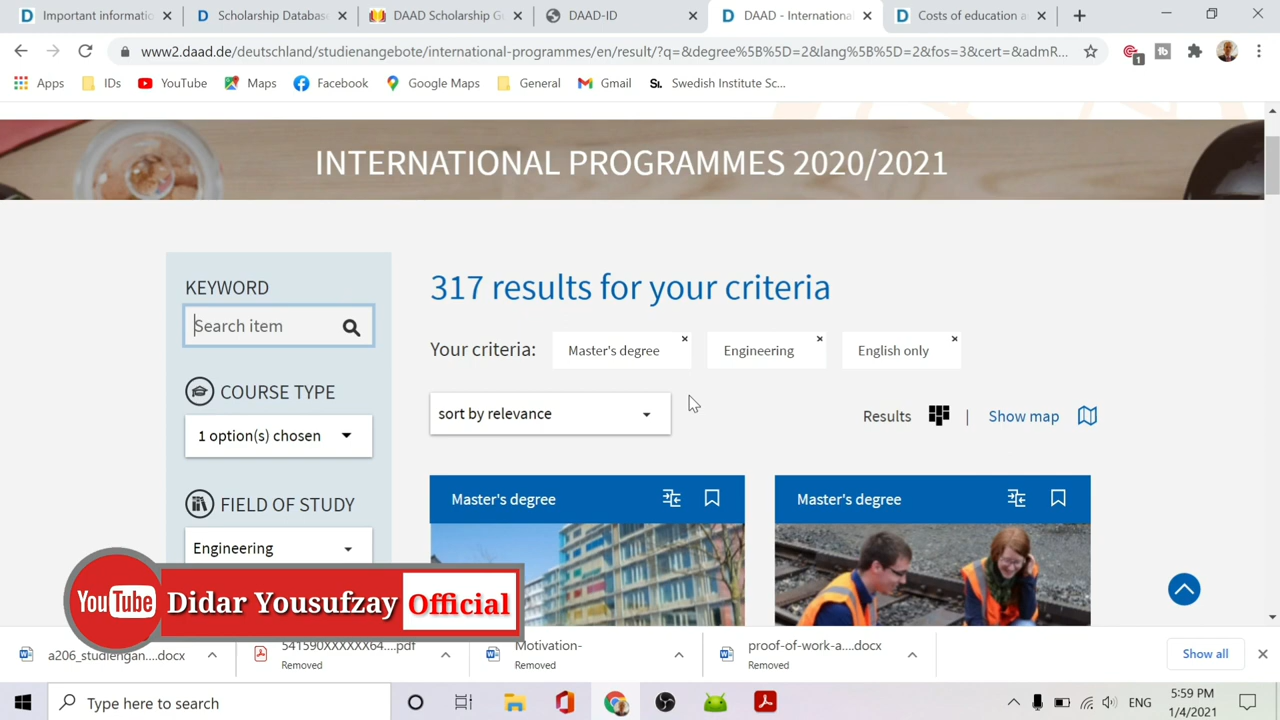 Important informatic
Scholarship Database
DAAD Scholarship G
DAAD-ID
DAAD - Internationa
Costs of education a
www2.daad.de/deutschland/studienangebote/international-programmes/en/result/?q=&degree%5B%5D=2&lang%5B%5D=2&fos=3&cert=&admR...
Apps
IDs
YouTube
Maps
Facebook
Google Maps
General
Gmail
Si.
Swedish Institute Sc...
INTERNATIONAL PROGRAMMES 2020/2021
KEYWORD
Search item
COURSE TYPE
1 option(s) chosen
FIELD OF STUDY
Engineering
317 results for your criteria
Your criteria:
Master's degree
Engineering
English only
sort by relevance
Results
Show map
Master's degree
Master's degree
YouTube
Didar Yousufzay Official
a206_studiengan....docx
541590XXXXXX64....pdf
Removed
Motivation-
Removed
proof-of-work-a....docx
Removed
Show all
Type here to search
ENG
5:59 PM
1/4/2021